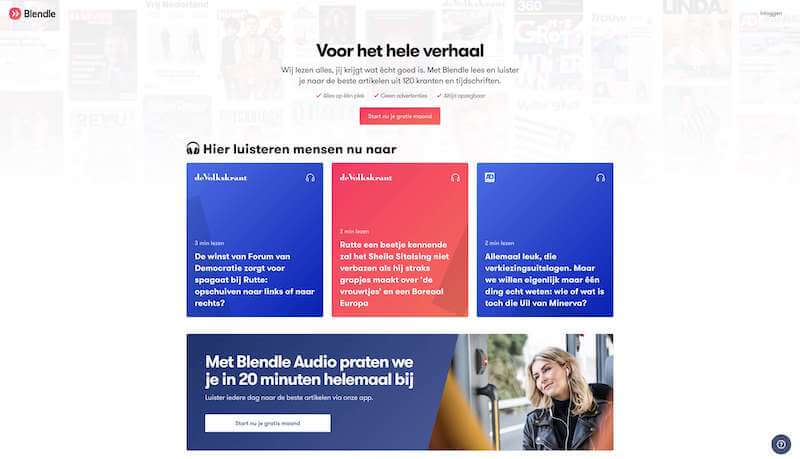 Blendle
Inloggen
Voor het hele verhaal
Wij lezen alles, jij krijgt wat écht goed is. Met Blendle lees en luister
je naar de beste artikelen uit 120 kranten en tijdschriften.
Alles op één plek Geen advertenties Altijd opzegbaar
Start nu je gratis maand
Hier luisteren mensen nu naar
de Volkskrant
3 min lezen
De winst van Forum van
Democratie zorgt voor
spagaat bij Rutte:
opschuiven naar links of naar
rechts?
de Volkskrant
2 min lezen
Rutte een beetje kennende
zal het Sheila Sitalsing niet
verbazen als hij straks
grapjes maakt over 'de
vrouwtjes' en een Boreaal
Europa
AD
2 min lezen
Allemaal leuk, die
verkiezingsuitslagen. Maar
we willen eigenlijk maar één
ding echt weten: wie of wat is
toch die Uil van Minerva?
Met Blendle Audio praten we
je in 20 minuten helemaal bij
Luister iedere dag naar de beste artikelen via onze app.
Start nu je gratis maand
Vrij Nederland
de Volkskrant
360
Trouw
LINDA.